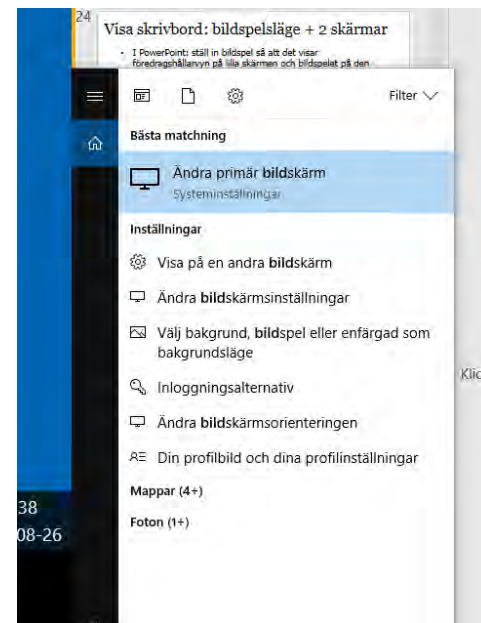 24
Visa skrivbord: bildspelsläge + 2 skärmar
• I PowerPoint: ställ in bildspel så att det visar
föredragshållarvyn på lilla skärmen och bildspelet på den
Filter
Bästa matchning
Ändra primär bildskärm
Systeminställningar
Inställningar
Visa på en andra bildskärm
Ändra bildskärmsinställningar
Välj bakgrund, bildspel eller enfärgad som
bakgrundsläge
Klic
Inloggningsalternativ
Ändra bildskärmsorienteringen
Din profilbild och dina profilinställningar
Mappar (4+)
38
Foton (1+)
08-26